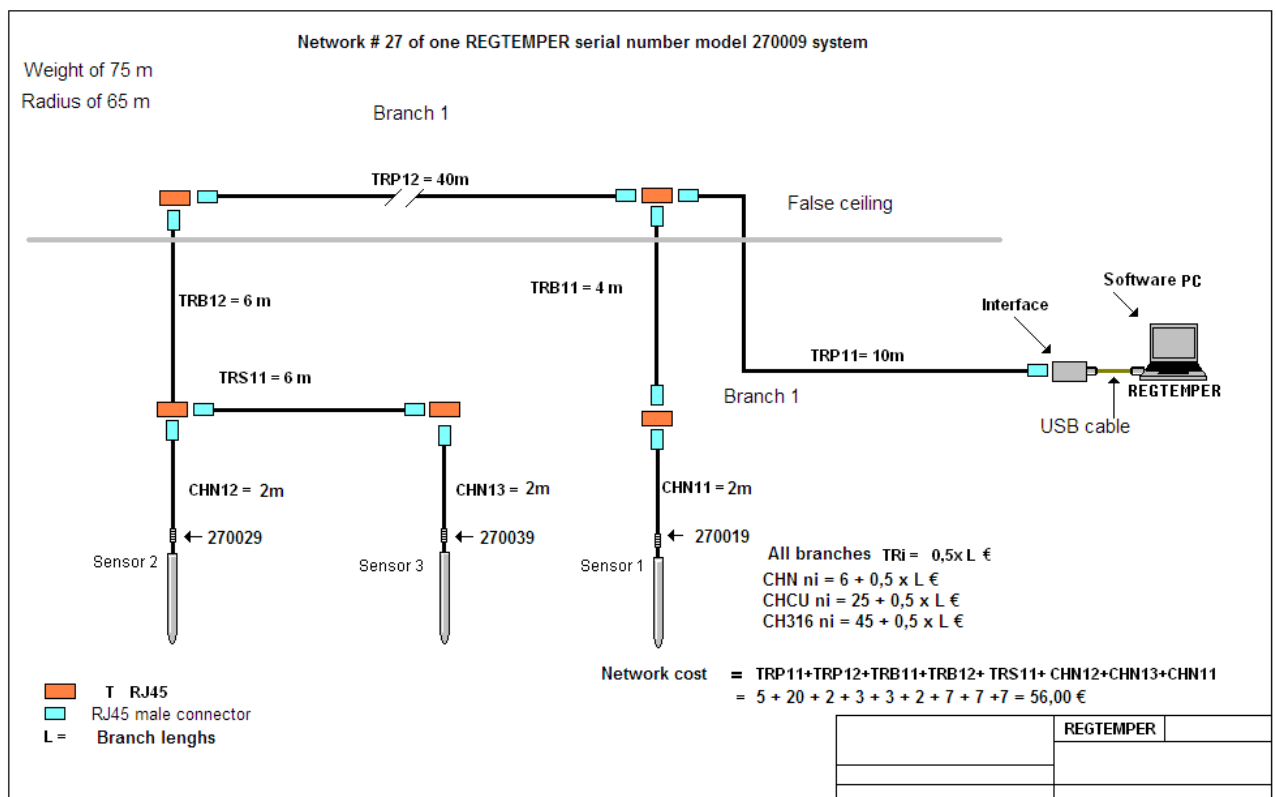 Network # 27 of one REGTEMPER serial number model 270009 system
Weight of 75 m
Radius of 65 m
Branch 1
TRP12 = 40m
False ceiling
TRB12 = 6 m
TRB11 = 4 m
Software PC
Interface
TRP11= 10m
TRS11 = 6 m
Branch 1
REGTEMPER
USB cable
CHN12 = 2m
CHN13 = 2m
CHN11 = 2m
270029
270039
270019
Sensor 2
Sensor 3
Sensor 1
All branches TRi = 0,5x L €
CHN ni = 6 + 0,5 x L €
CHCU ni = 25 + 0,5 x L €
CH316 ni = 45 + 0,5 x L €
Network cost = TRP11+TRP12+TRB11+TRB12+ TRS11+ CHN12+CHN13+CHN11
= 5 + 20 + 2 + 3 + 3 + 2 + 7 + 7 +7 = 56,00 €
T RJ45
RJ45 male connector
L = Branch lenghs
REGTEMPER